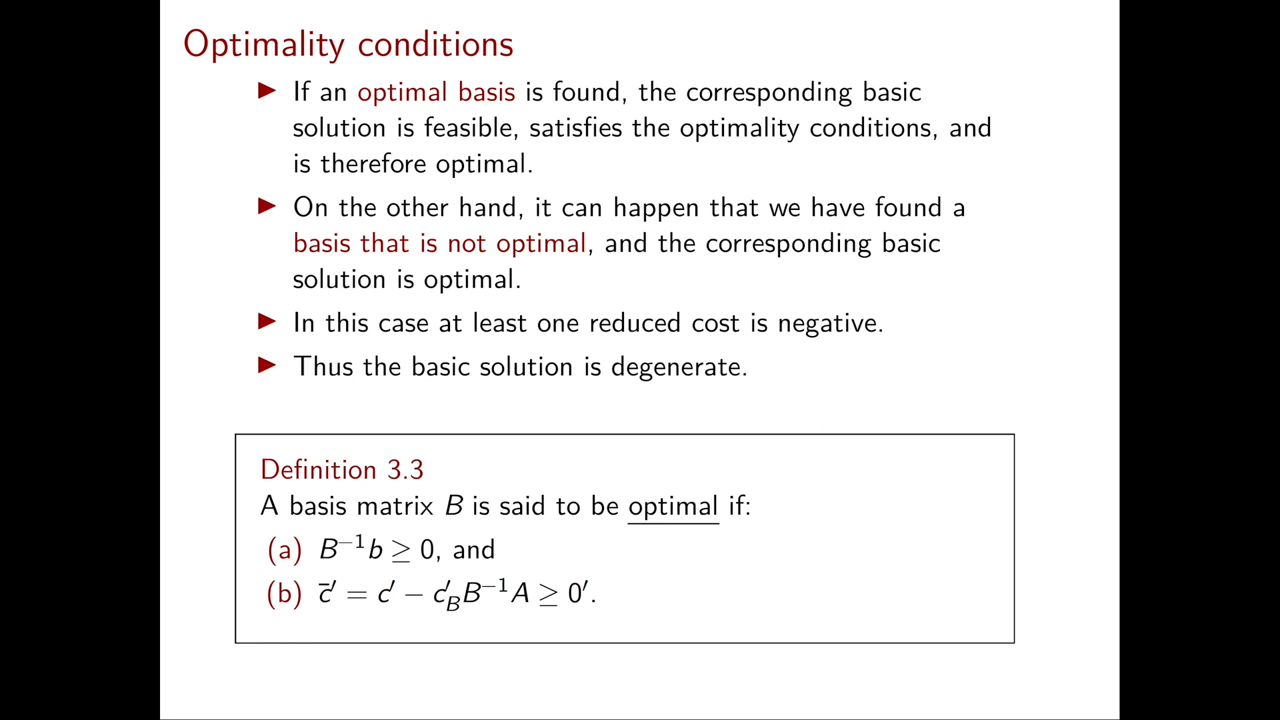 Optimality conditions
▶ If an optimal basis is found, the corresponding basic
solution is feasible, satisfies the optimality conditions, and
is therefore optimal.
▶ On the other hand, it can happen that we have found a
basis that is not optimal, and the corresponding basic
solution is optimal.
▶ In this case at least one reduced cost is negative.
▶ Thus the basic solution is degenerate.
Definition 3.3
A basis matrix B is said to be optimal if:
(a) B⁻¹b ≥ 0, and
(b) c̄′ = c′ − c′_B B⁻¹A ≥ 0′.